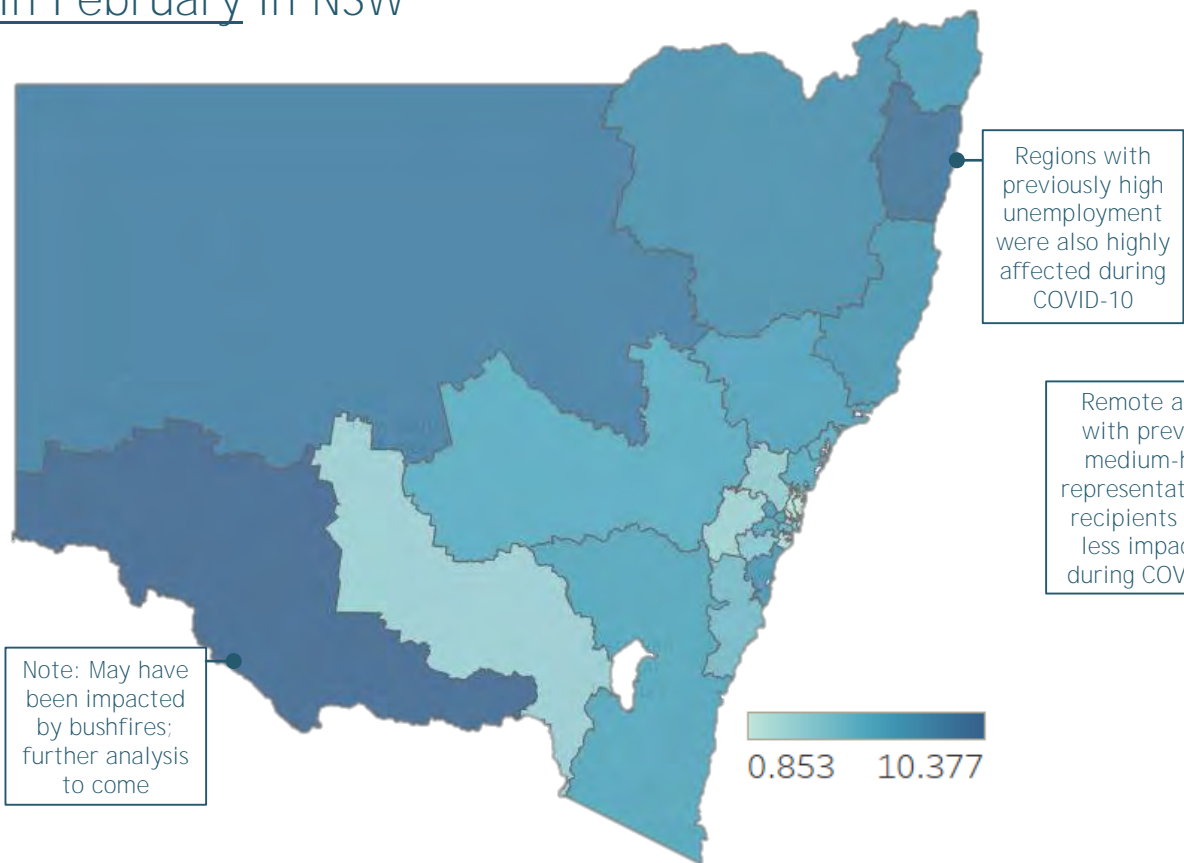 in February in NSW
Regions with
previously high
unemployment
were also highly
affected during
COVID-10
Remote a
with prev
medium-h
representat
recipients
less impac
during COV
Note: May have
been impacted
by bushfires;
further analysis
to come
0.853 10.377